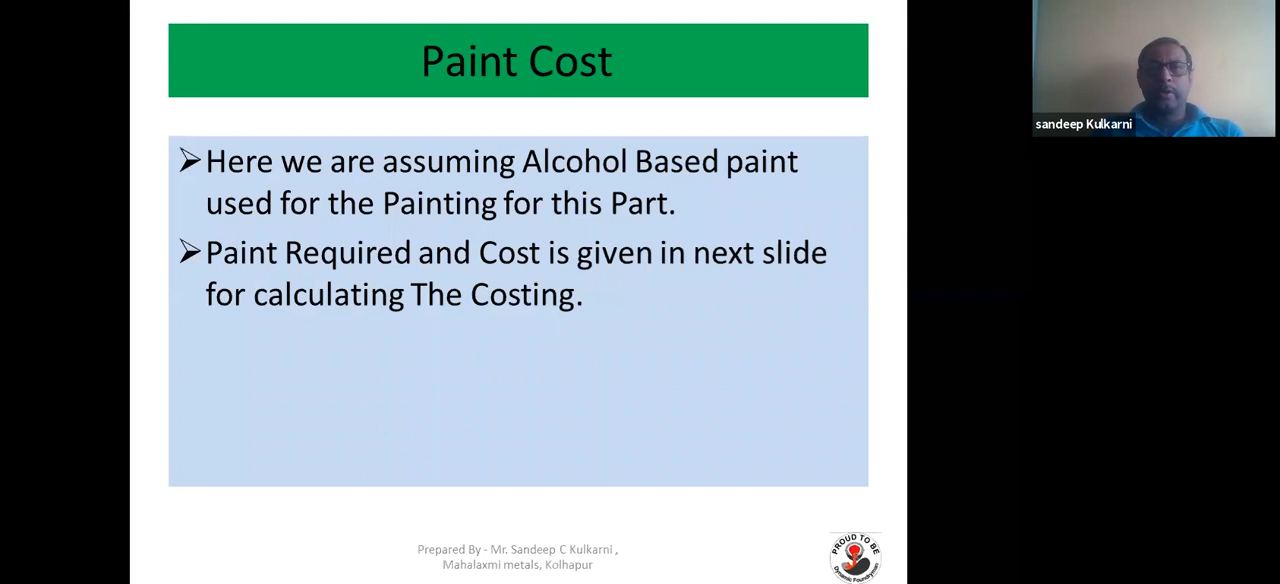 Paint Cost
sandeep Kulkarni
➢Here we are assuming Alcohol Based paint
used for the Painting for this Part.
➢Paint Required and Cost is given in next slide
for calculating The Costing.
Prepared By - Mr. Sandeep C Kulkarni ,
Mahalaxmi metals, Kolhapur
PROUD TO BE
Dynamic Foundrymen